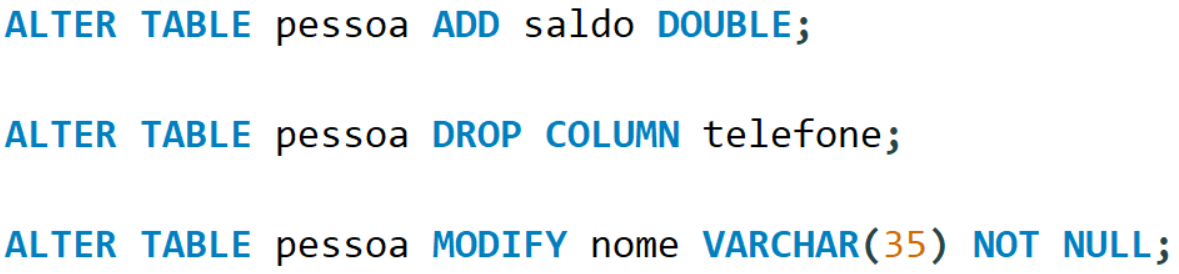 ALTER TABLE pessoa ADD saldo DOUBLE;
ALTER TABLE pessoa DROP COLUMN telefone;
ALTER TABLE pessoa MODIFY nome VARCHAR(35) NOT NULL;